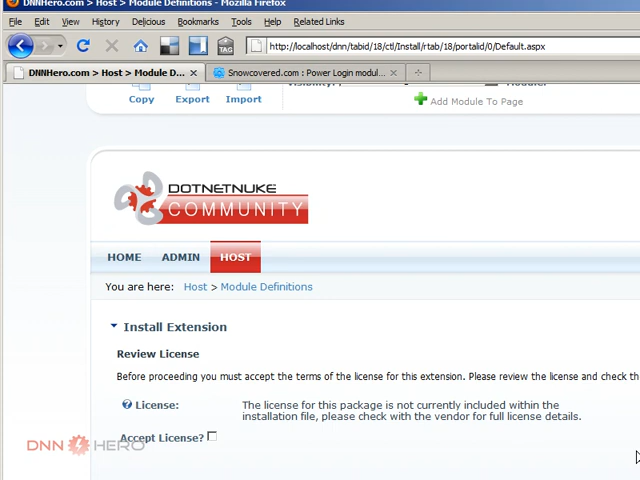 DNNHero.com > Host > Module Definitions - Mozilla Firefox
File Edit View History Delicious Bookmarks Tools Related Links
TAG http://localhost/dnn/tabid/18/ctl/Install/rtab/18/portalid/0/Default.aspx
DNNHero.com > Host > Module D... Snowcovered.com : Power Login modul...
Copy Export Import
Add Module To Page
DOTNETNUKE
COMMUNITY
HOME ADMIN HOST
You are here: Host > Module Definitions
Install Extension
Review License
Before proceeding you must accept the terms of the license for this extension. Please review the license and check th
License: The license for this package is not currently included within the
installation file, please check with the vendor for full license details.
Accept License?
DNN HERO